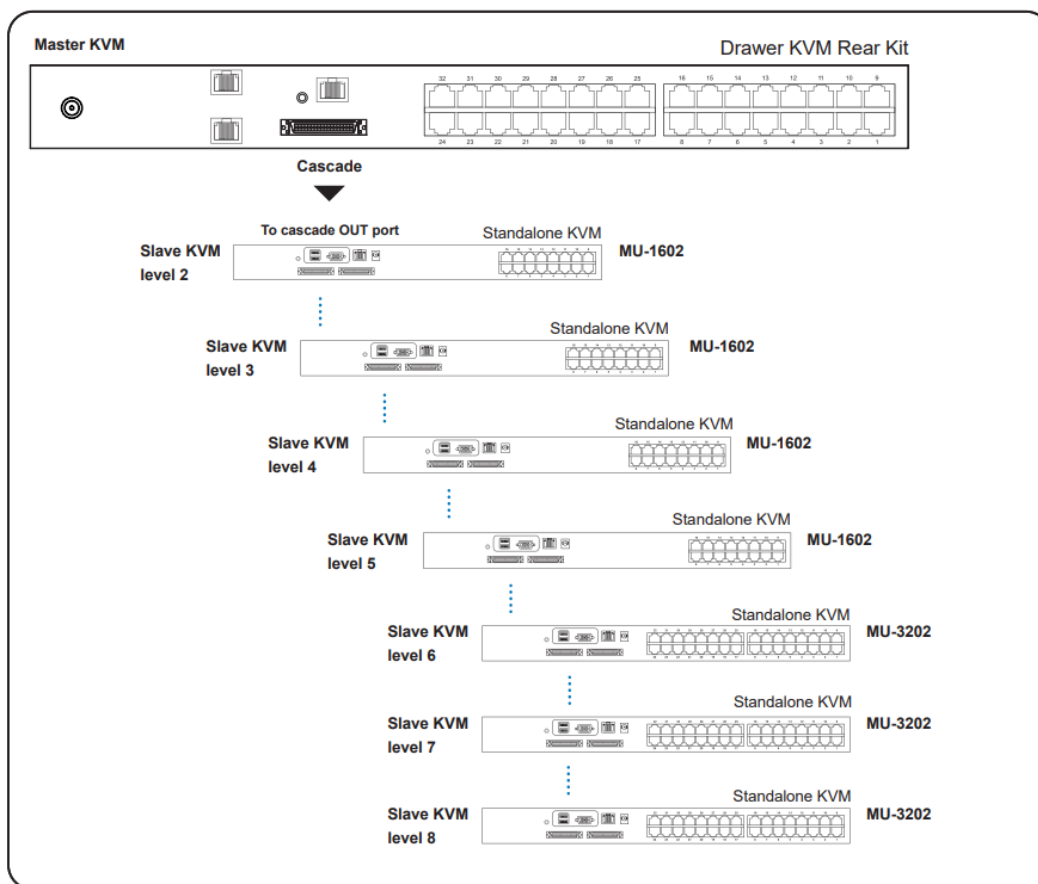 Master KVM
Drawer KVM Rear Kit
32 31 30 29 28 27 26 25 16 15 14 13 12 11 10 9
24 23 22 21 20 19 18 17 8 7 6 5 4 3 2 1
Cascade
To cascade OUT port
Standalone KVM
Slave KVM
level 2
MU-1602
Standalone KVM
Slave KVM
level 3
MU-1602
Standalone KVM
Slave KVM
level 4
MU-1602
Standalone KVM
Slave KVM
level 5
MU-1602
Standalone KVM
Slave KVM
level 6
MU-3202
Standalone KVM
Slave KVM
level 7
MU-3202
Standalone KVM
Slave KVM
level 8
MU-3202